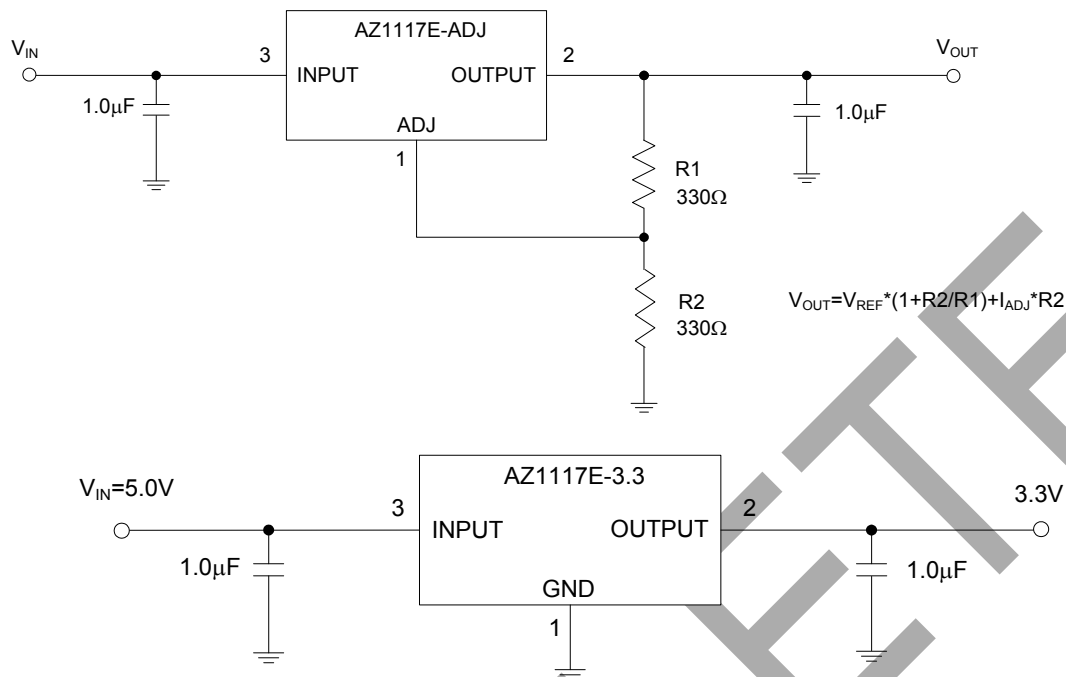 AZ1117E-ADJ
V_IN
3
2
V_OUT
INPUT
OUTPUT
1.0μF
1.0μF
ADJ
1
R1
330Ω
R2
330Ω
V_OUT=V_REF*(1+R2/R1)+I_ADJ*R2
AZ1117E-3.3
V_IN=5.0V
3
2
3.3V
INPUT
OUTPUT
1.0μF
1.0μF
GND
1